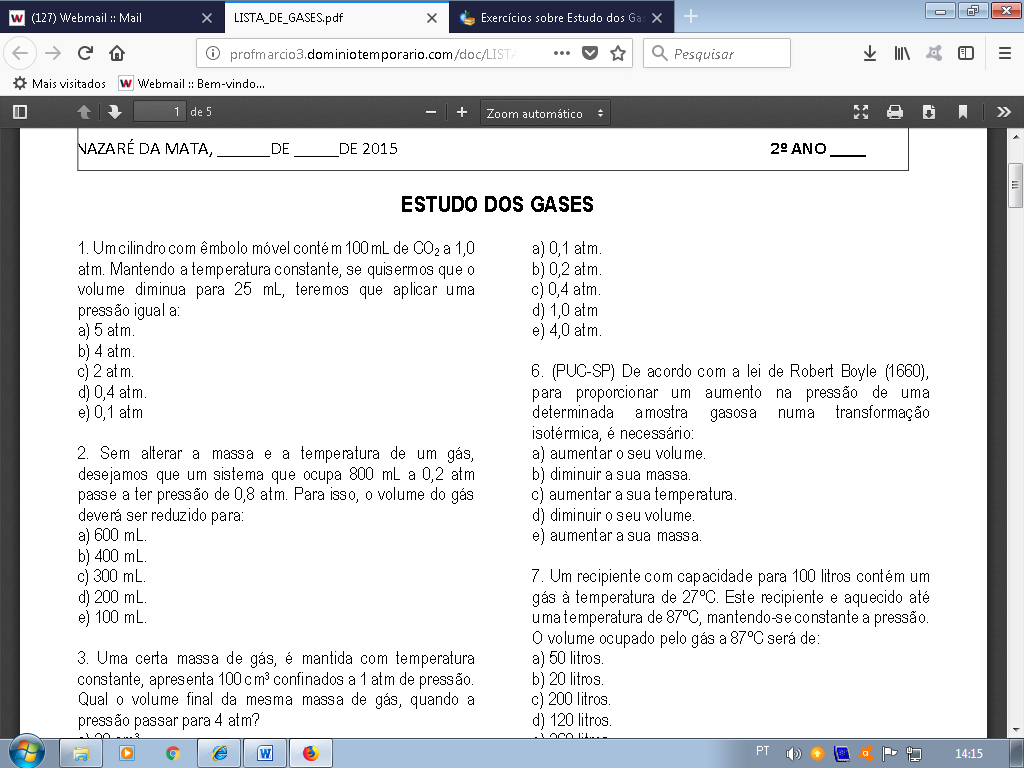 (127) Webmail :: Mail
LISTA_DE_GASES.pdf
Exercícios sobre Estudo dos Ga
profmarcio3.dominiotemporario.com/doc/LIST
Pesquisar
Mais visitados
Webmail :: Bem-vindo...
1 de 5
Zoom automático
NAZARÉ DA MATA, ______DE _____DE 2015
2º ANO ____
ESTUDO DOS GASES
1. Um cilindro com êmbolo móvel contém 100 mL de CO₂ a 1,0
atm. Mantendo a temperatura constante, se quisermos que o
volume diminua para 25 mL, teremos que aplicar uma
pressão igual a:
a) 5 atm.
b) 4 atm.
c) 2 atm.
d) 0,4 atm.
e) 0,1 atm
2. Sem alterar a massa e a temperatura de um gás,
desejamos que um sistema que ocupa 800 mL a 0,2 atm
passe a ter pressão de 0,8 atm. Para isso, o volume do gás
deverá ser reduzido para:
a) 600 mL.
b) 400 mL.
c) 300 mL.
d) 200 mL.
e) 100 mL.
3. Uma certa massa de gás, é mantida com temperatura
constante, apresenta 100 cm³ confinados a 1 atm de pressão.
Qual o volume final da mesma massa de gás, quando a
pressão passar para 4 atm?
a) 0,1 atm.
b) 0,2 atm.
c) 0,4 atm.
d) 1,0 atm
e) 4,0 atm.
6. (PUC-SP) De acordo com a lei de Robert Boyle (1660),
para proporcionar um aumento na pressão de uma
determinada amostra gasosa numa transformação
isotérmica, é necessário:
a) aumentar o seu volume.
b) diminuir a sua massa.
c) aumentar a sua temperatura.
d) diminuir o seu volume.
e) aumentar a sua massa.
7. Um recipiente com capacidade para 100 litros contém um
gás à temperatura de 27ºC. Este recipiente e aquecido até
uma temperatura de 87ºC, mantendo-se constante a pressão.
O volume ocupado pelo gás a 87ºC será de:
a) 50 litros.
b) 20 litros.
c) 200 litros.
d) 120 litros.
PT
14:15